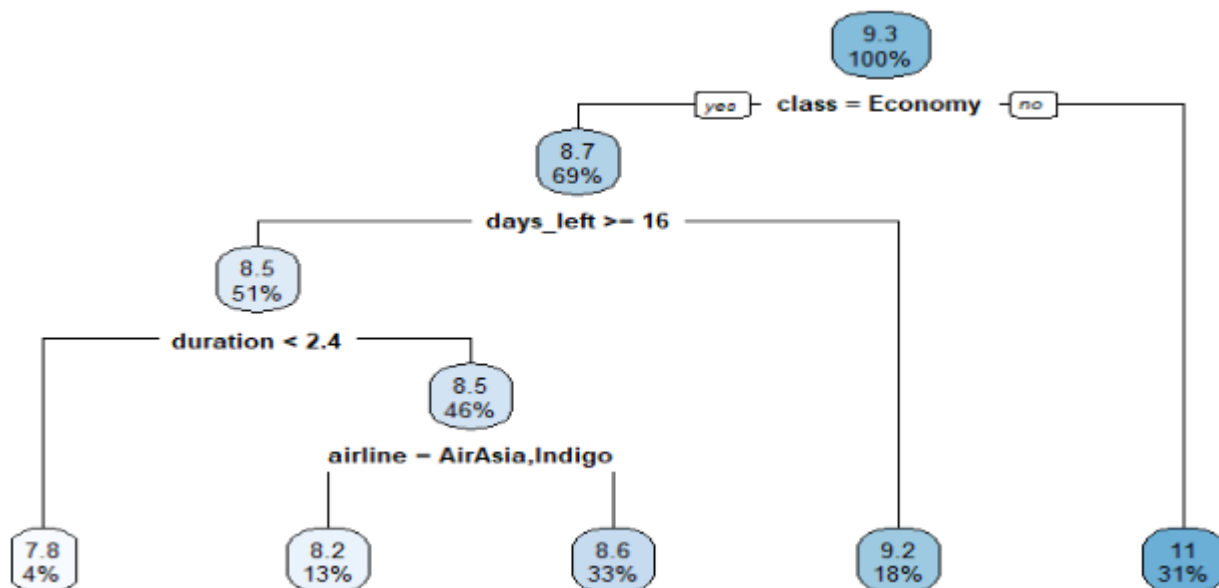 9.3
100%
yes class = Economy no
8.7
69%
days_left >= 16
8.5
51%
duration < 2.4
8.5
46%
airline = AirAsia,Indigo
7.8 8.2 8.6 9.2 11
4% 13% 33% 18% 31%